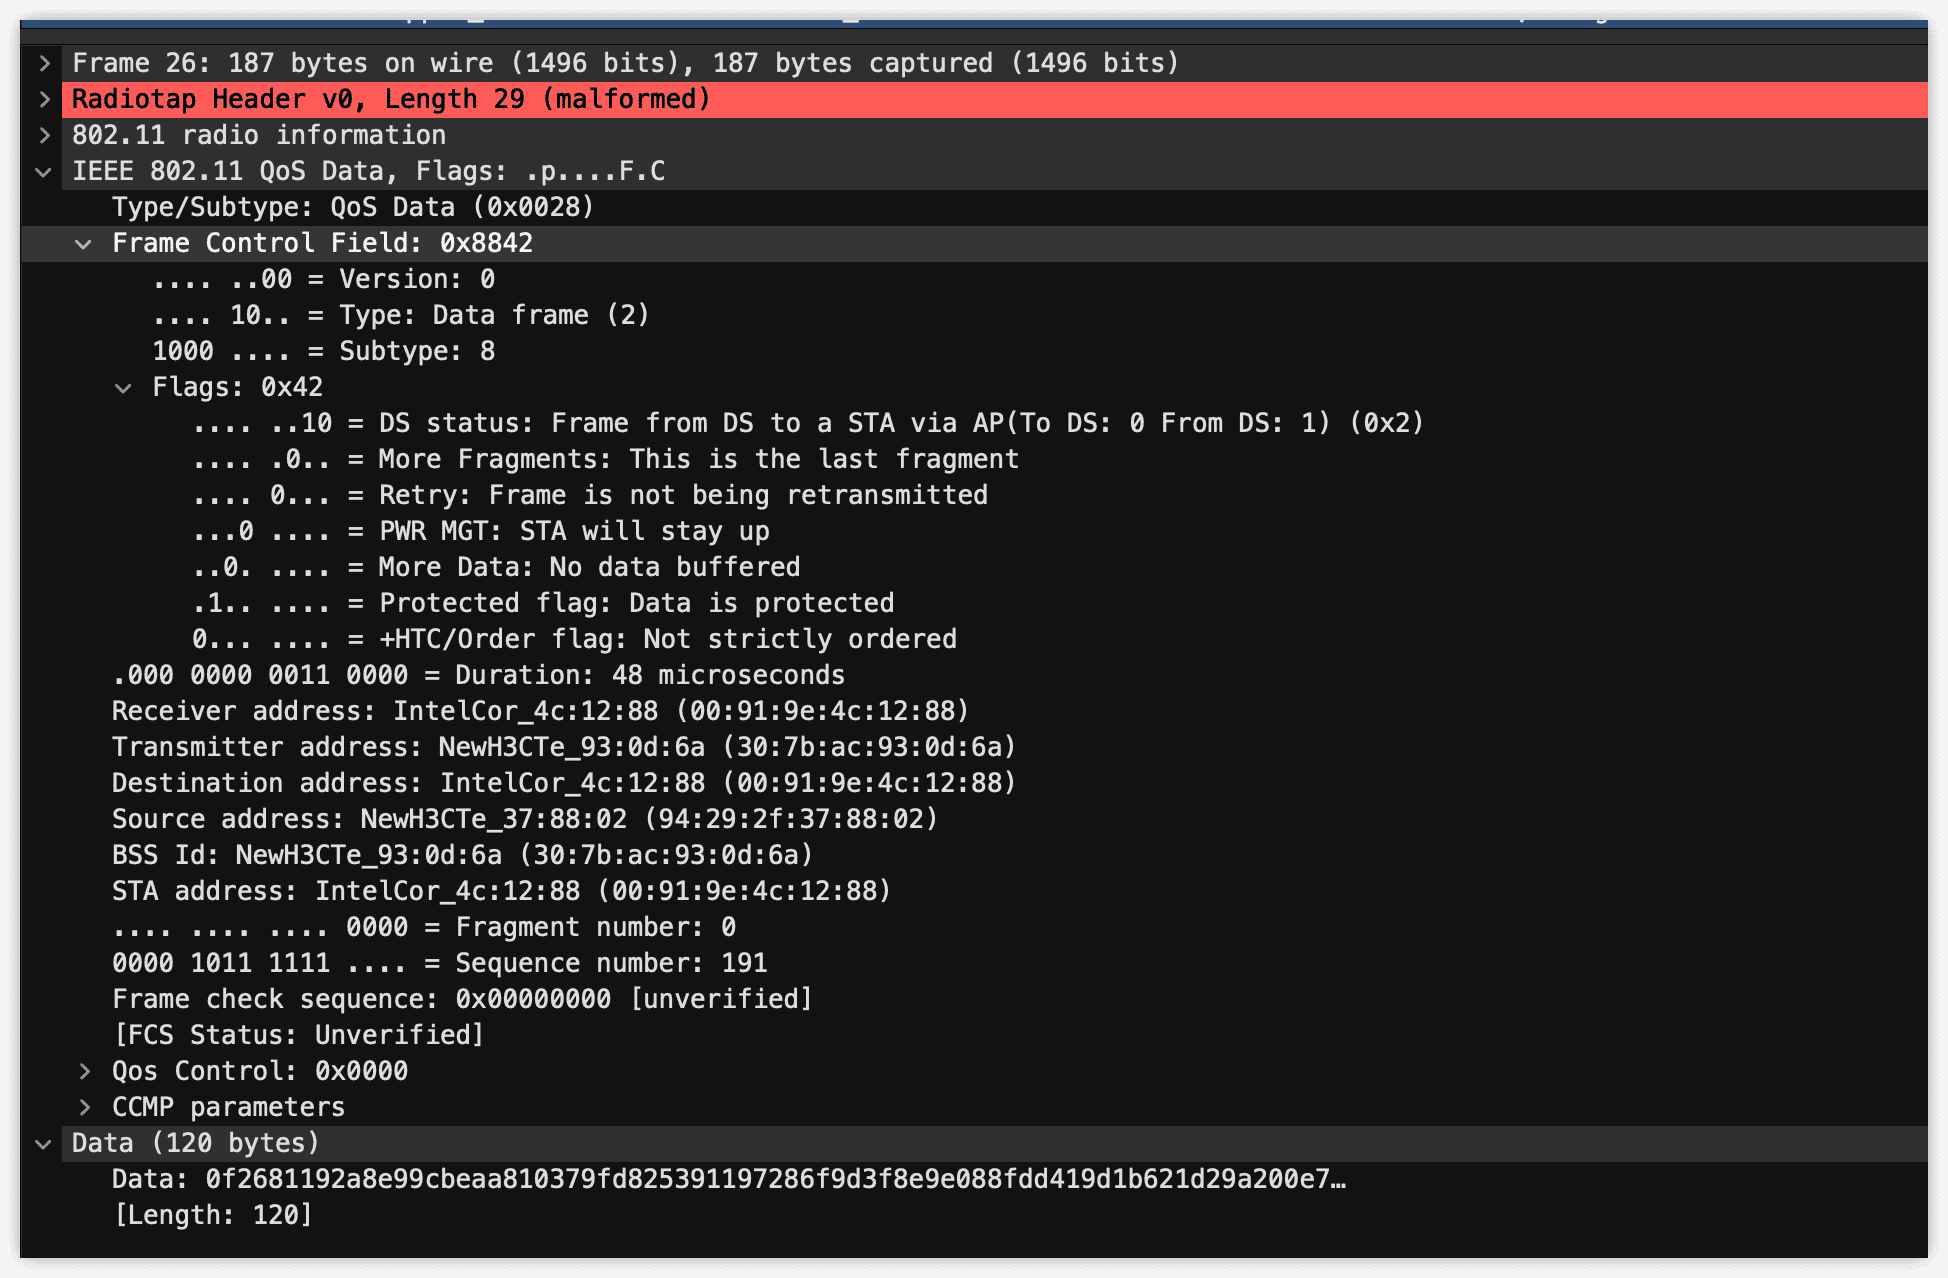 Frame 26: 187 bytes on wire (1496 bits), 187 bytes captured (1496 bits)
Radiotap Header v0, Length 29 (malformed)
802.11 radio information
IEEE 802.11 QoS Data, Flags: .p....F.C
Type/Subtype: QoS Data (0x0028)
Frame Control Field: 0x8842
.... ..00 = Version: 0
.... 10.. = Type: Data frame (2)
1000 .... = Subtype: 8
Flags: 0x42
.... ..10 = DS status: Frame from DS to a STA via AP(To DS: 0 From DS: 1) (0x2)
.... .0.. = More Fragments: This is the last fragment
.... 0... = Retry: Frame is not being retransmitted
...0 .... = PWR MGT: STA will stay up
..0. .... = More Data: No data buffered
.1.. .... = Protected flag: Data is protected
0... .... = +HTC/Order flag: Not strictly ordered
.000 0000 0011 0000 = Duration: 48 microseconds
Receiver address: IntelCor_4c:12:88 (00:91:9e:4c:12:88)
Transmitter address: NewH3CTe_93:0d:6a (30:7b:ac:93:0d:6a)
Destination address: IntelCor_4c:12:88 (00:91:9e:4c:12:88)
Source address: NewH3CTe_37:88:02 (94:29:2f:37:88:02)
BSS Id: NewH3CTe_93:0d:6a (30:7b:ac:93:0d:6a)
STA address: IntelCor_4c:12:88 (00:91:9e:4c:12:88)
.... .... .... 0000 = Fragment number: 0
0000 1011 1111 .... = Sequence number: 191
Frame check sequence: 0x00000000 [unverified]
[FCS Status: Unverified]
Qos Control: 0x0000
CCMP parameters
Data (120 bytes)
Data: 0f2681192a8e99cbeaa810379fd825391197286f9d3f8e9e088fdd419d1b621d29a200e7…
[Length: 120]